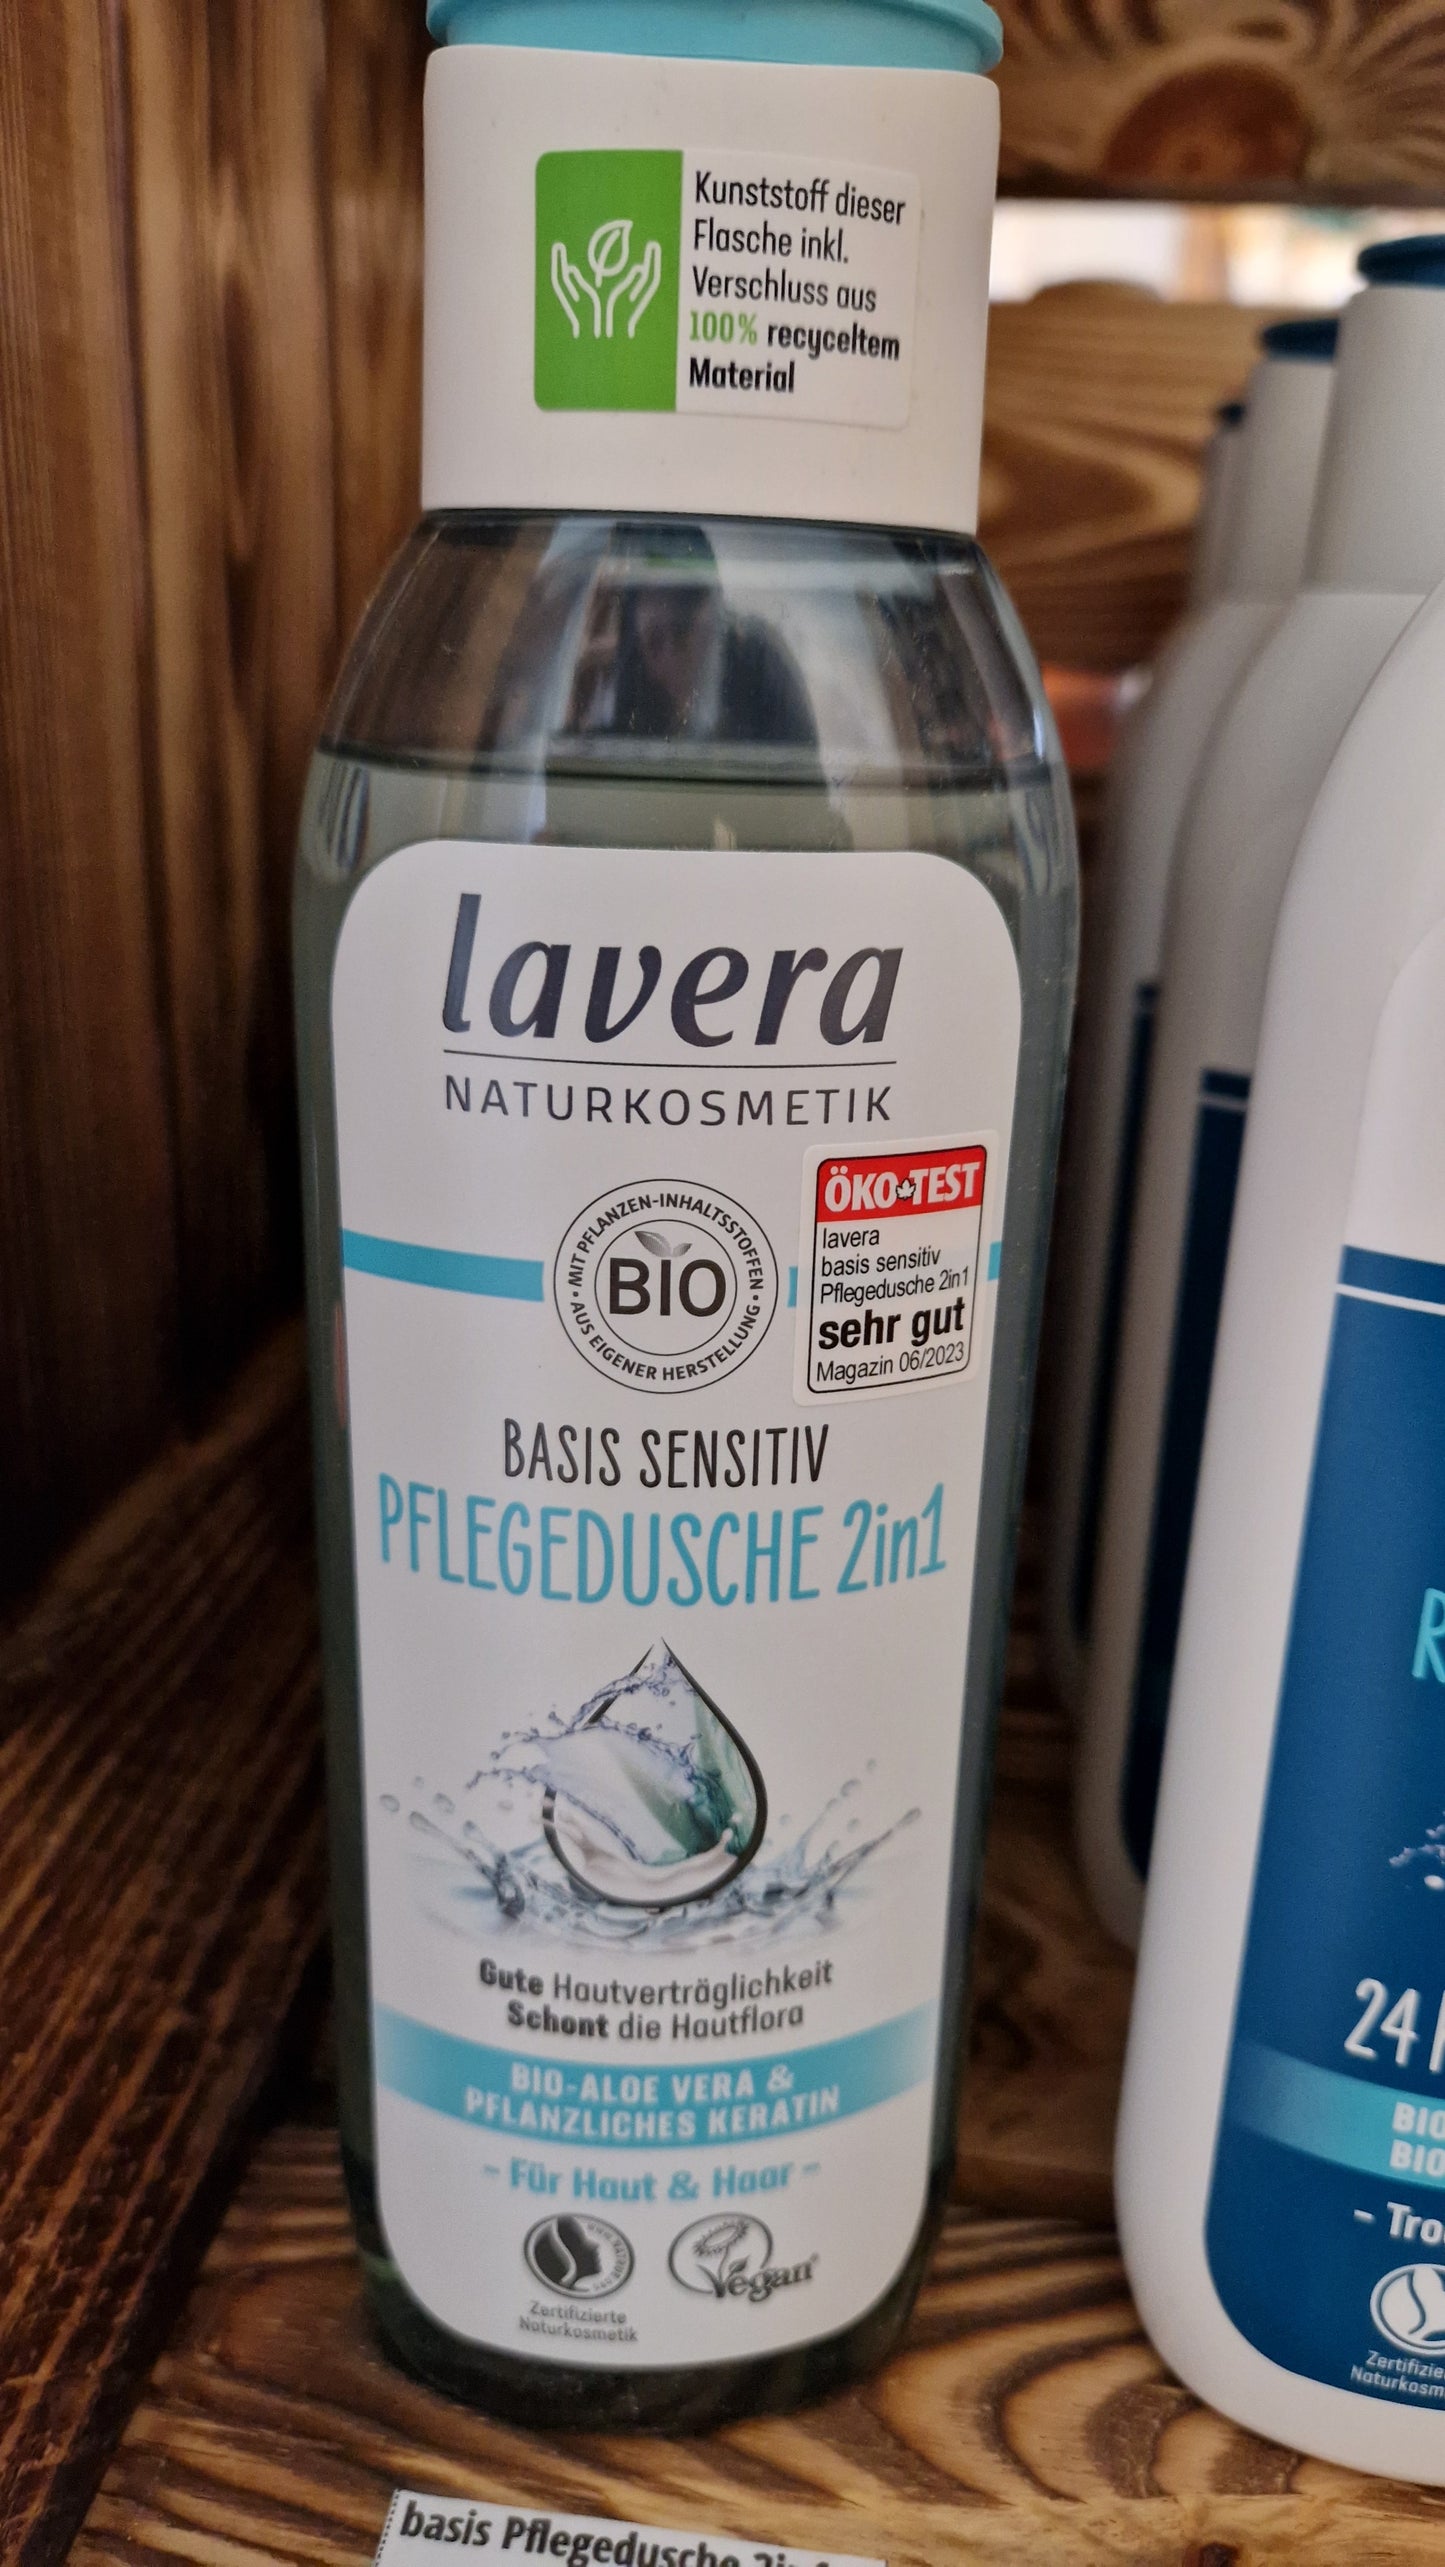 Kunststoff dieser
Flasche inkl.
Verschluss aus
100% recyceltem
Material
lavera
NATURKOSMETIK
• MIT PFLANZEN-INHALTSSTOFFEN •
BIO
AUS EIGENER HERSTELLUNG
ÖKO TEST
lavera
basis sensitiv
Pflegedusche 2in1
sehr gut
Magazin 06/2023
BASIS SENSITIV
PFLEGEDUSCHE 2in1
Gute Hautverträglichkeit
Schont die Hautflora
BIO-ALOE VERA &
PFLANZLICHES KERATIN
- Für Haut & Haar -
Zertifizierte
Naturkosmetik
Vegan
24
BIO
BIO
basis Pflegedusche